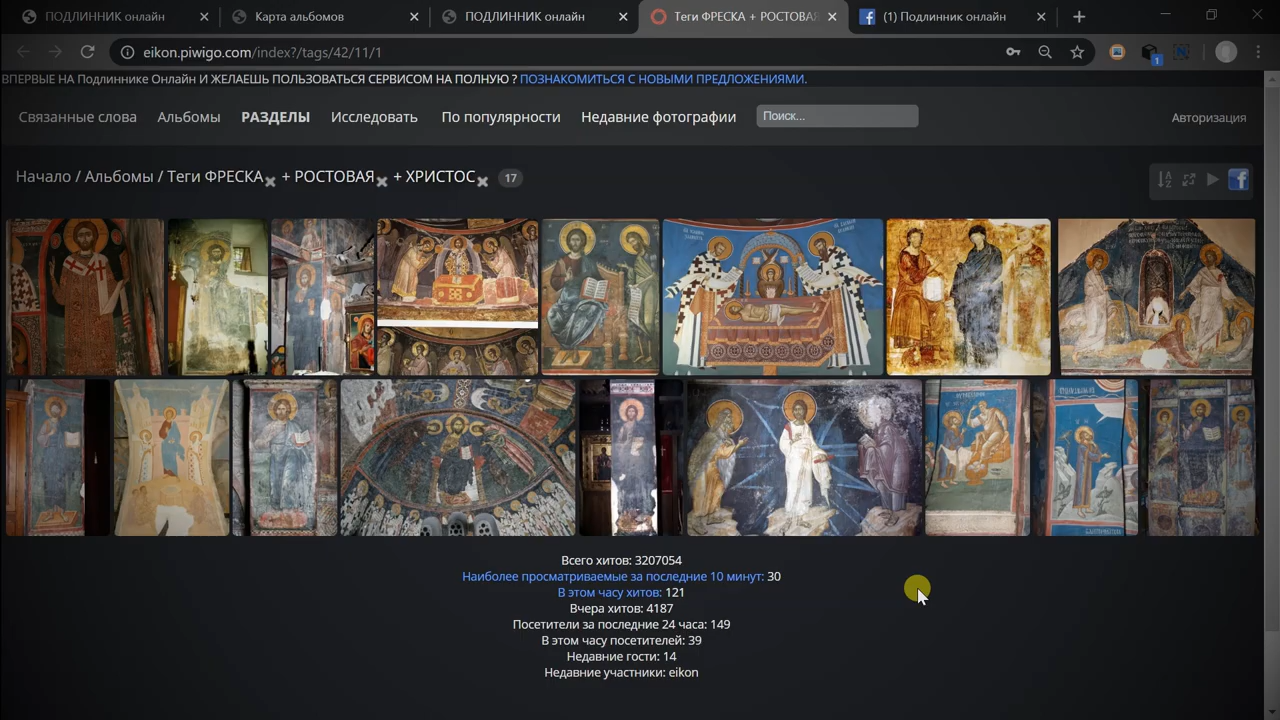 ПОДЛИННИК онлайн
Карта альбомов
ПОДЛИННИК онлайн
Теги ФРЕСКА + РОСТОВАЯ
(1) Подлинник онлайн
eikon.piwigo.com/index?/tags/42/11/1
1
ВПЕРВЫЕ НА Подлиннике Онлайн И ЖЕЛАЕШЬ ПОЛЬЗОВАТЬСЯ СЕРВИСОМ НА ПОЛНУЮ ? ПОЗНАКОМИТЬСЯ С НОВЫМИ ПРЕДЛОЖЕНИЯМИ.
Связанные слова Альбомы РАЗДЕЛЫ Исследовать По популярности Недавние фотографии Поиск... Авторизация
Начало / Альбомы / Теги ФРЕСКА + РОСТОВАЯ + ХРИСТОС 17
Всего хитов: 3207054
Наиболее просматриваемые за последние 10 минут: 30
В этом часу хитов: 121
Вчера хитов: 4187
Посетители за последние 24 часа: 149
В этом часу посетителей: 39
Недавние гости: 14
Недавние участники: eikon